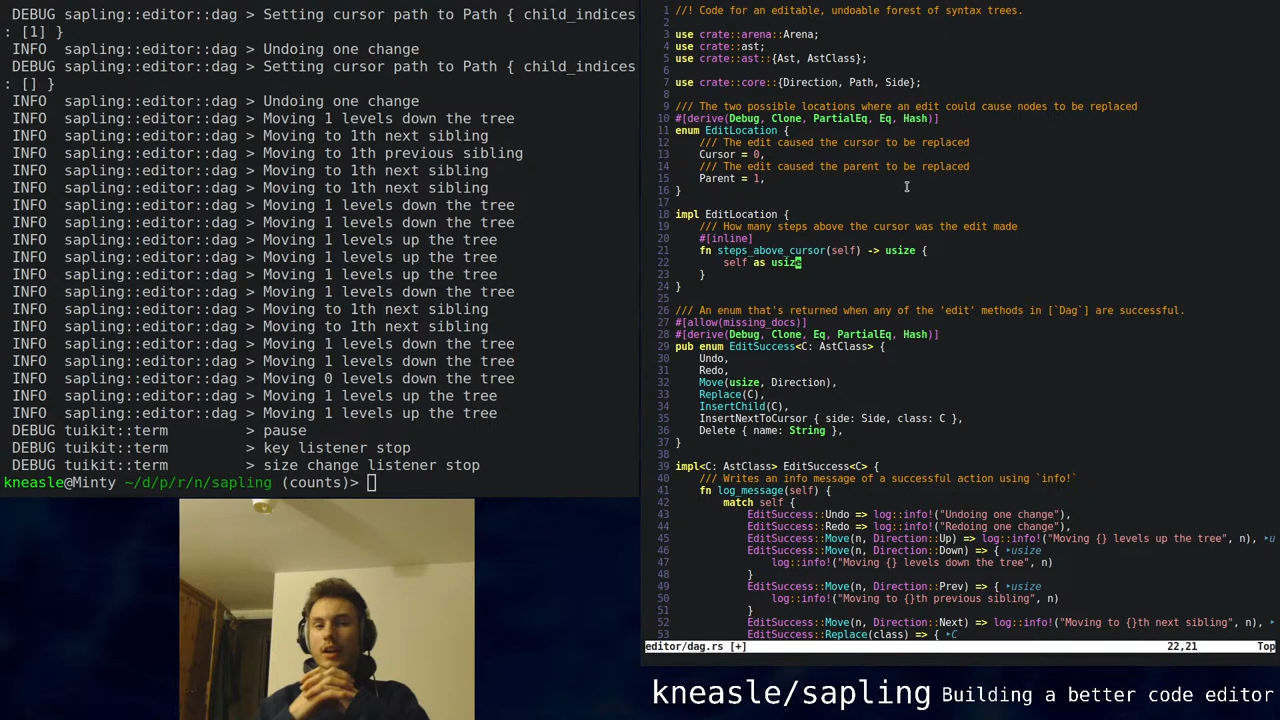 DEBUG sapling::editor::dag > Setting cursor path to Path { child_indices
: [1] }
INFO sapling::editor::dag > Undoing one change
DEBUG sapling::editor::dag > Setting cursor path to Path { child_indices
: [] }
INFO sapling::editor::dag > Undoing one change
INFO sapling::editor::dag > Moving 1 levels down the tree
INFO sapling::editor::dag > Moving to 1th next sibling
INFO sapling::editor::dag > Moving to 1th previous sibling
INFO sapling::editor::dag > Moving to 1th next sibling
INFO sapling::editor::dag > Moving to 1th next sibling
INFO sapling::editor::dag > Moving 1 levels down the tree
INFO sapling::editor::dag > Moving 1 levels down the tree
INFO sapling::editor::dag > Moving 1 levels up the tree
INFO sapling::editor::dag > Moving 1 levels up the tree
INFO sapling::editor::dag > Moving 1 levels down the tree
INFO sapling::editor::dag > Moving 1 levels down the tree
INFO sapling::editor::dag > Moving to 1th next sibling
INFO sapling::editor::dag > Moving to 1th next sibling
INFO sapling::editor::dag > Moving 1 levels down the tree
INFO sapling::editor::dag > Moving 1 levels down the tree
INFO sapling::editor::dag > Moving 0 levels down the tree
INFO sapling::editor::dag > Moving 1 levels up the tree
INFO sapling::editor::dag > Moving 1 levels up the tree
DEBUG tuikit::term > pause
DEBUG tuikit::term > key listener stop
DEBUG tuikit::term > size change listener stop
kneasle@Minty ~/d/p/r/n/sapling (counts)>
1 //! Code for an editable, undoable forest of syntax trees.
2
3 use crate::arena::Arena;
4 use crate::ast;
5 use crate::ast::{Ast, AstClass};
6
7 use crate::core::{Direction, Path, Side};
8
9 /// The two possible locations where an edit could cause nodes to be replaced
10 #[derive(Debug, Clone, PartialEq, Eq, Hash)]
11 enum EditLocation {
12 /// The edit caused the cursor to be replaced
13 Cursor = 0,
14 /// The edit caused the parent to be replaced
15 Parent = 1,
16 }
17
18 impl EditLocation {
19 /// How many steps above the cursor was the edit made
20 #[inline]
21 fn steps_above_cursor(self) -> usize {
22 self as usize
23 }
24 }
25
26 /// An enum that's returned when any of the 'edit' methods in [`Dag`] are successful.
27 #[allow(missing_docs)]
28 #[derive(Debug, Clone, Eq, PartialEq, Hash)]
29 pub enum EditSuccess<C: AstClass> {
30 Undo,
31 Redo,
32 Move(usize, Direction),
33 Replace(C),
34 InsertChild(C),
35 InsertNextToCursor { side: Side, class: C },
36 Delete { name: String },
37 }
38
39 impl<C: AstClass> EditSuccess<C> {
40 /// Writes an info message of a successful action using `info!`
41 fn log_message(self) {
42 match self {
43 EditSuccess::Undo => log::info!("Undoing one change"),
44 EditSuccess::Redo => log::info!("Redoing one change"),
45 EditSuccess::Move(n, Direction::Up) => log::info!("Moving {} levels up the tree", n), ‣u
46 EditSuccess::Move(n, Direction::Down) => { ‣usize
47 log::info!("Moving {} levels down the tree", n)
48 }
49 EditSuccess::Move(n, Direction::Prev) => { ‣usize
50 log::info!("Moving to {}th previous sibling", n)
51 }
52 EditSuccess::Move(n, Direction::Next) => log::info!("Moving to {}th next sibling", n), ‣
53 EditSuccess::Replace(class) => { ‣C
editor/dag.rs [+] 22,21 Top
kneasle/sapling Building a better code editor